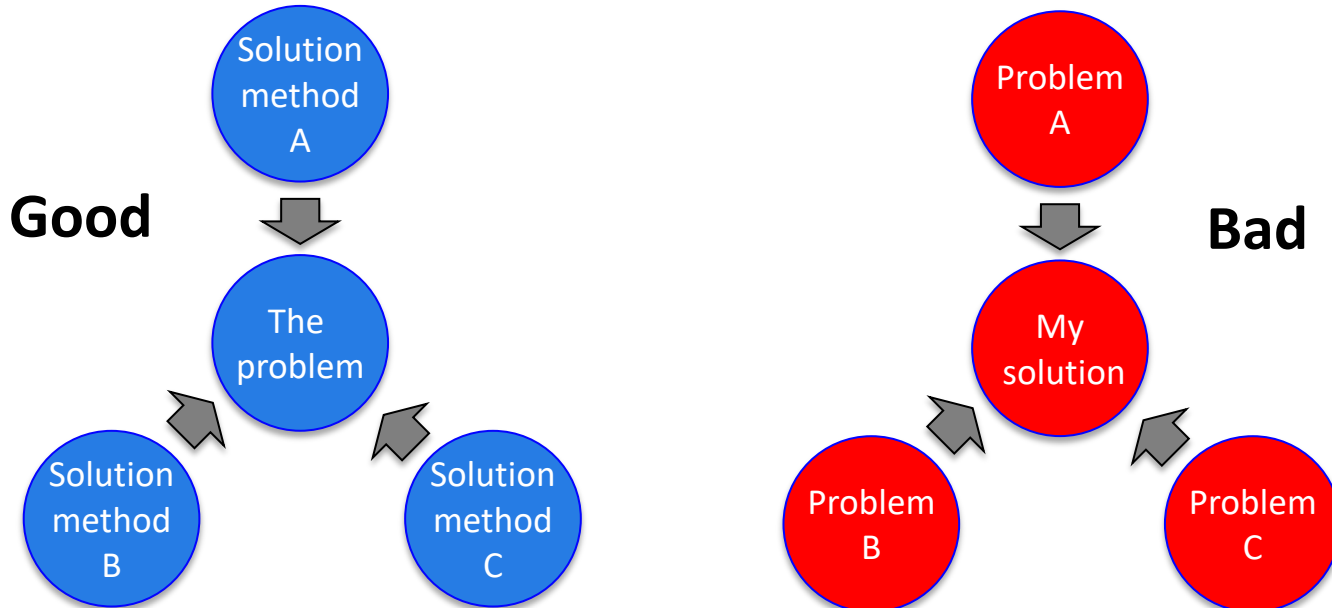 Solution
method
A
Good
The
problem
Solution
method
B
Solution
method
C
Problem
A
Bad
My
solution
Problem
B
Problem
C